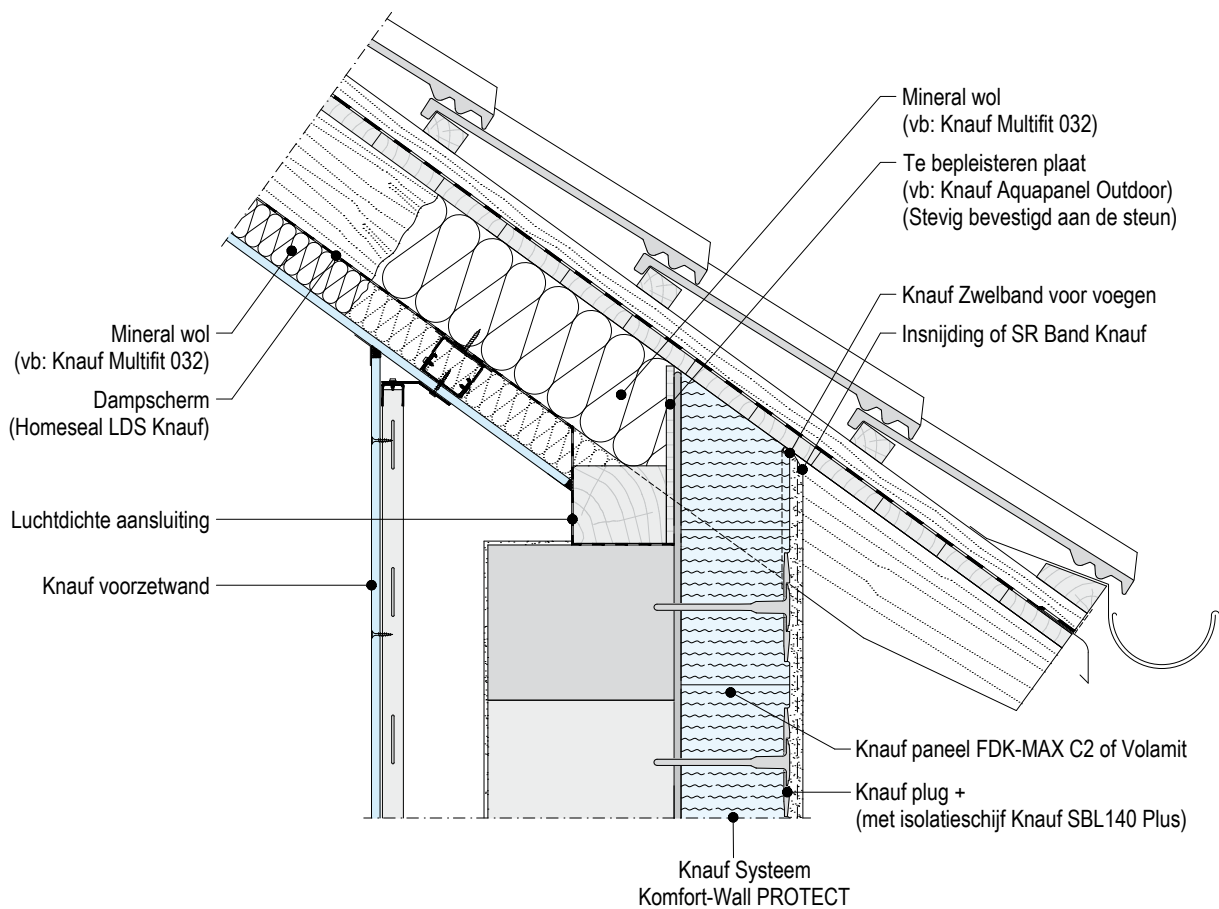 Mineral wol
(vb: Knauf Multifit 032)
Te bepleisteren plaat
(vb: Knauf Aquapanel Outdoor)
(Stevig bevestigd aan de steun)
Knauf Zwelband voor voegen
Insnijding of SR Band Knauf
Mineral wol
(vb: Knauf Multifit 032)
Dampscherm
(Homeseal LDS Knauf)
Luchtdichte aansluiting
Knauf voorzetwand
Knauf paneel FDK-MAX C2 of Volamit
Knauf plug +
(met isolatieschijf Knauf SBL140 Plus)
Knauf Systeem
Komfort-Wall PROTECT